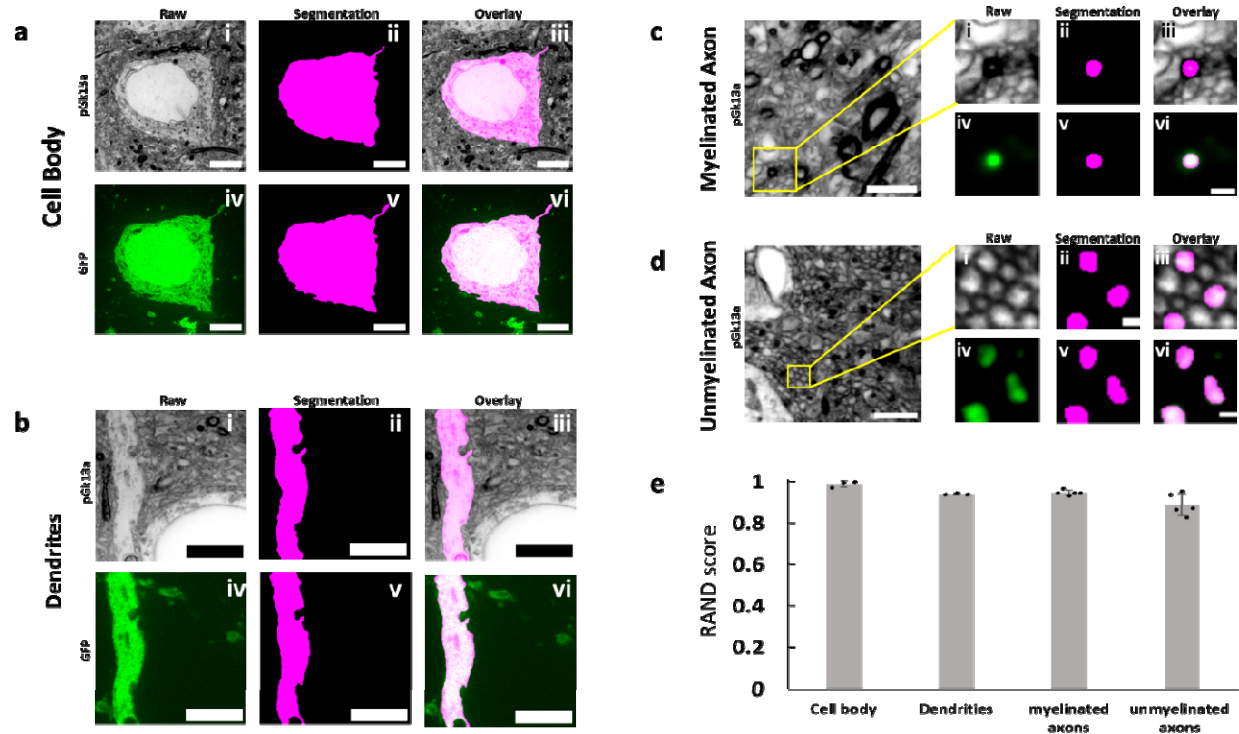 a
Raw
Segmentation
Overlay
Cell Body
pGk13a
i
ii
iii
GFP
iv
v
vi
b
Raw
Segmentation
Overlay
Dendrites
pGk13a
i
ii
iii
GFP
iv
v
vi
c
Raw
Segmentation
Overlay
Myelinated Axon
pGk13a
i
ii
iii
iv
v
vi
d
Raw
Segmentation
Overlay
Unmyelinated Axon
pGk13a
i
ii
iii
iv
v
vi
e
RAND score
1
0.8
0.6
0.4
0.2
0
Cell body
Dendrities
myelinated
axons
unmyelinated
axons